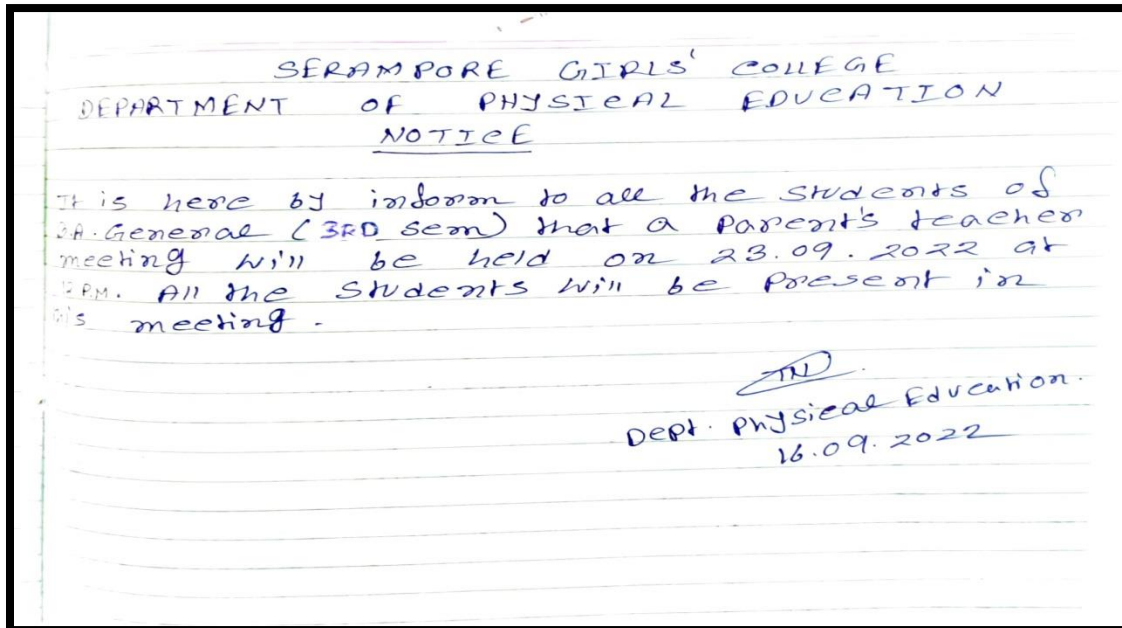 SERAMPORE GIRLS' COLLEGE
DEPARTMENT OF PHYSICAL EDUCATION
NOTICE
It is here by inform to all the students of
B.A. General (3RD sem) that a Parent's teacher
meeting will be held on 23.09.2022 at
12 P.M. All the students will be present in
this meeting.
TN
Dept. Physical Education.
16.09.2022